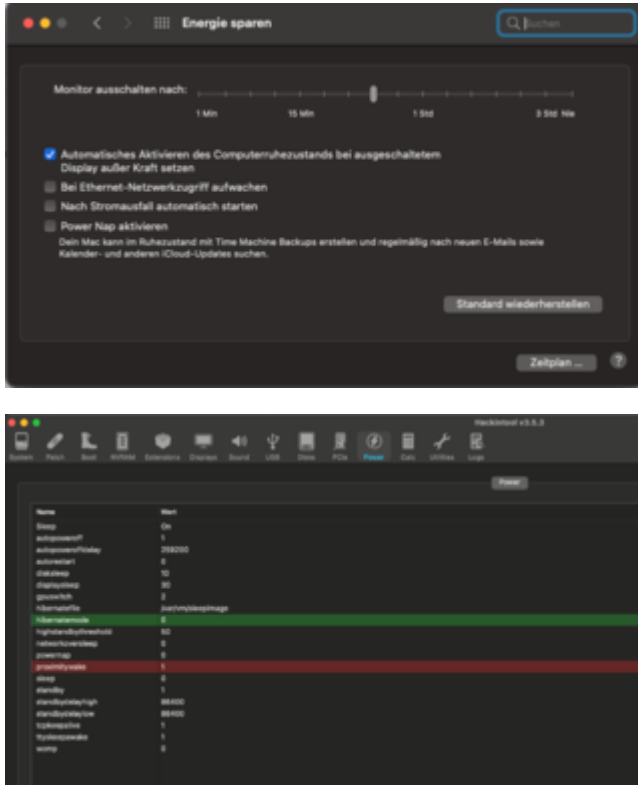 Energie sparen
Suchen
Monitor ausschalten nach:
1 Min 15 Min 1 Std 3 Std Nie
Automatisches Aktivieren des Computerruhezustands bei ausgeschaltetem
Display außer Kraft setzen
Bei Ethernet-Netzwerkzugriff aufwachen
Nach Stromausfall automatisch starten
Power Nap aktivieren
Dein Mac kann im Ruhezustand mit Time Machine Backups erstellen und regelmäßig nach neuen E-Mails sowie
Kalender- und anderen iCloud-Updates suchen.
Standard wiederherstellen
Zeitplan ... ?
Hackintool v3.5.3
System Patch Boot NVRAM Extensions Displays Sound USB Disks PCIe Power Calc Utilities Logs
Power
Name Wert
Sleep On
autopoweroff 1
autopoweroffdelay 259200
autorestart 0
disksleep 10
displaysleep 30
gpuswitch 2
hibernatefile /var/vm/sleepimage
hibernatemode 0
highstandbythreshold 50
networkoversleep 0
powernap 0
proximitywake 1
sleep 0
standby 1
standbydelayhigh 86400
standbydelaylow 86400
tcpkeepalive 1
ttyskeepawake 1
womp 0